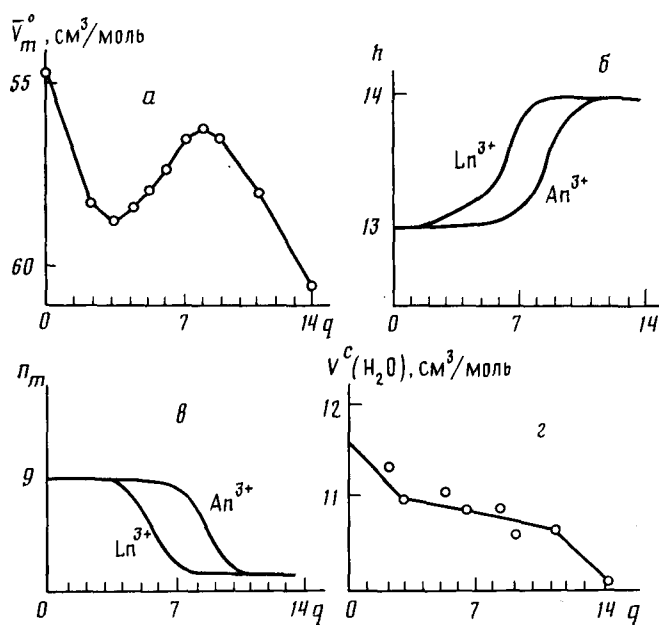 V̄ₘ°, см³/моль
а
55
60
0
7
14 q
h
б
14
13
Ln³⁺
An³⁺
0
7
14 q
nₘ
в
9
An³⁺
Ln³⁺
0
7
14 q
Vᶜ(H₂O), см³/моль
г
12
11
0
7
14 q